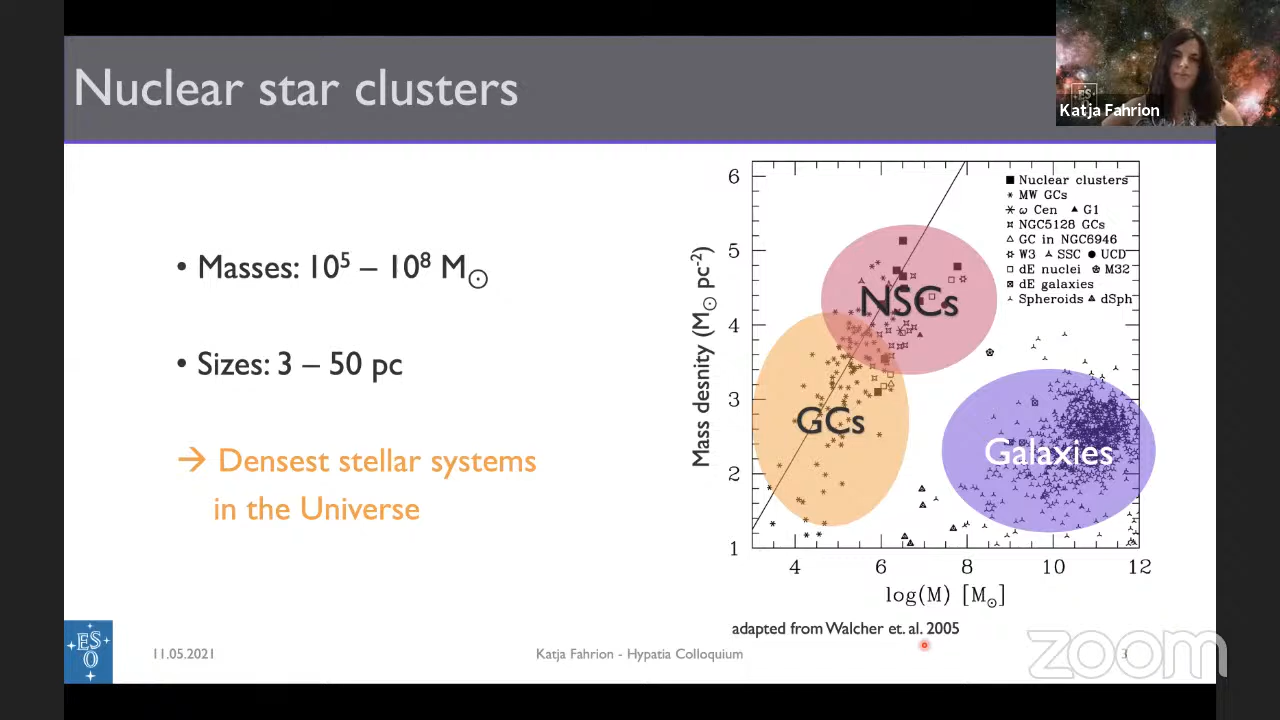 Nuclear star clusters
ES
Katja Fahrion
• Masses: 10⁵ – 10⁸ M☉
• Sizes: 3 – 50 pc
→ Densest stellar systems
in the Universe
Mass desnity (M☉ pc⁻²)
6
5
4
3
2
1
■ Nuclear clusters
MW GCs
ω Cen ▲ G1
NGC5128 GCs
△ GC in NGC6946
W3 SSC ● UCD
□ dE nuclei M32
dE galaxies
Spheroids dSph
NSCs
GCs
Galaxies
4 6 8 10 12
log(M) [M☉]
adapted from Walcher et. al. 2005
ES
O
11.05.2021
Katja Fahrion - Hypatia Colloquium
3
zoom